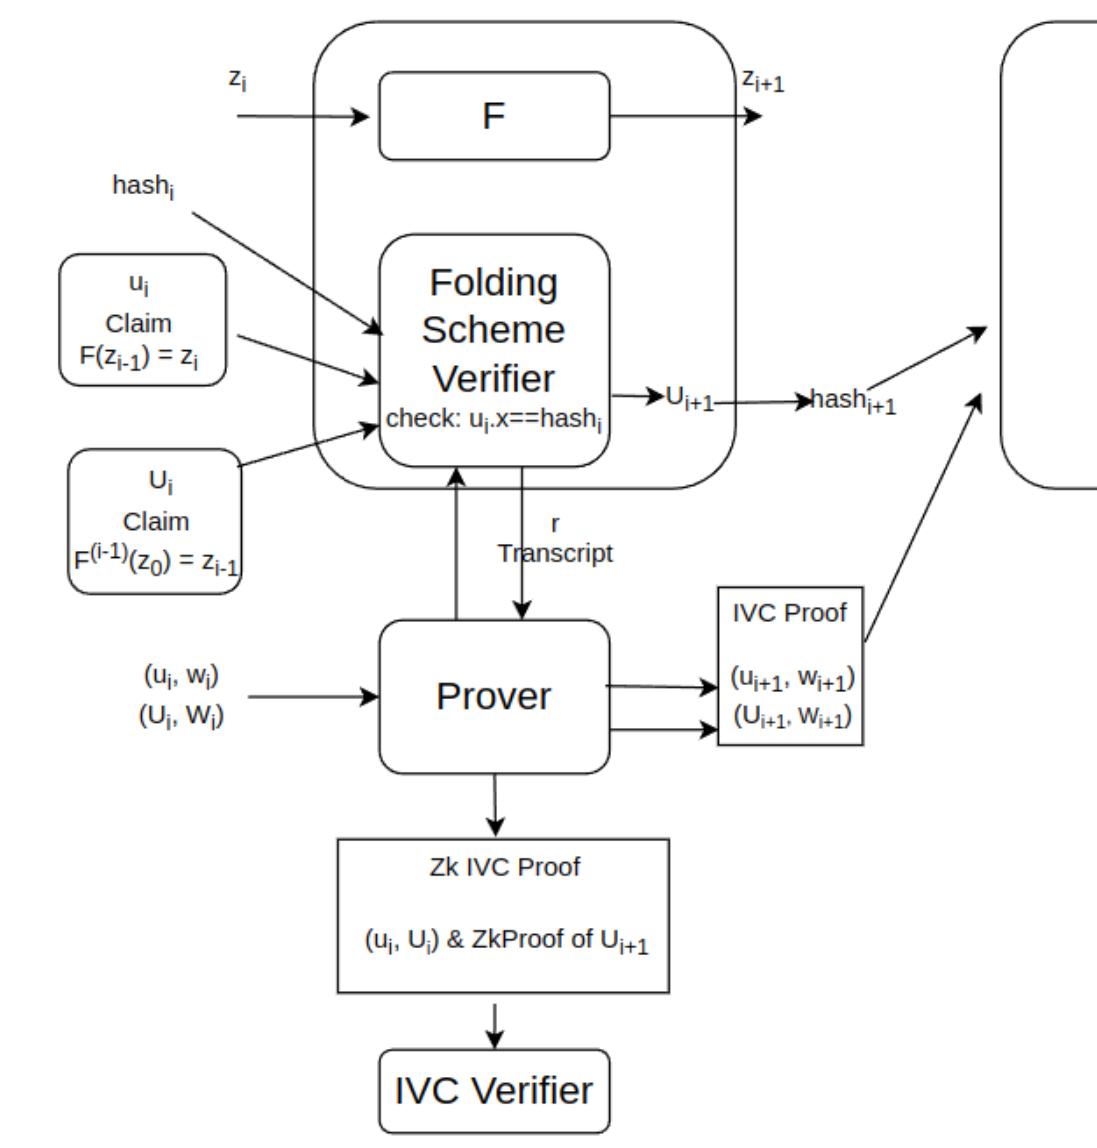 z_i
z_{i+1}
F
hash_i
u_i
Claim
F(z_{i-1}) = z_i
Folding
Scheme
Verifier
check: u_i.x==hash_i
U_{i+1}
hash_{i+1}
U_i
Claim
F^{(i-1)}(z_0) = z_{i-1}
r
Transcript
(u_i, w_i)
(U_i, W_i)
Prover
IVC Proof
(u_{i+1}, w_{i+1})
(U_{i+1}, w_{i+1})
Zk IVC Proof
(u_i, U_i) & ZkProof of U_{i+1}
IVC Verifier